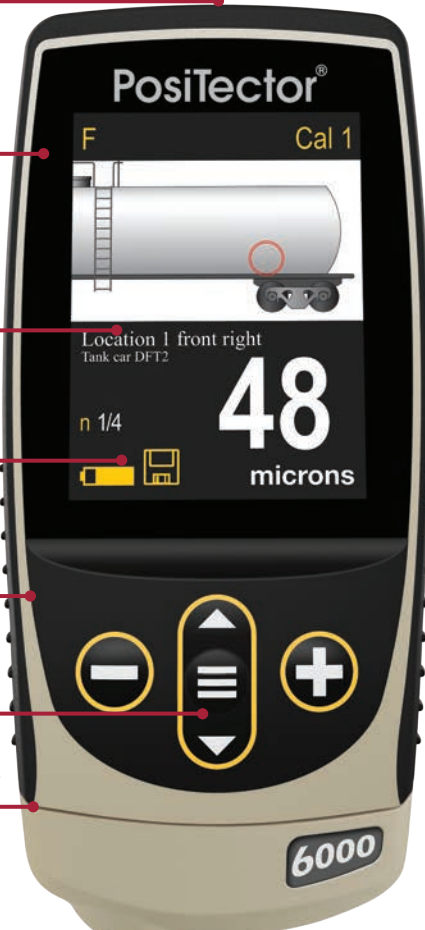 PosiTector®
F Cal 1
Location 1 front right
Tank car DFT2
48
n 1/4
microns
6000